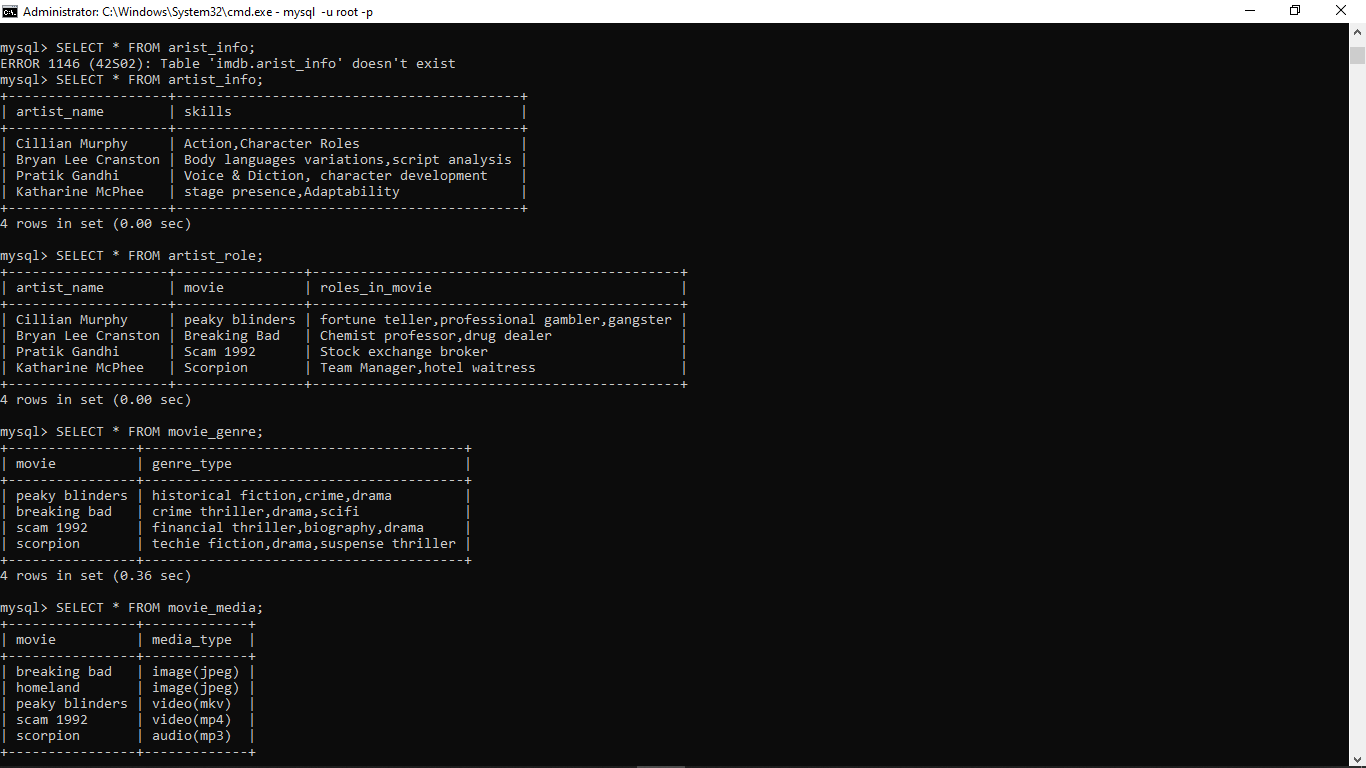 Administrator: C:\Windows\System32\cmd.exe - mysql -u root -p
mysql> SELECT * FROM arist_info;
ERROR 1146 (42S02): Table 'imdb.arist_info' doesn't exist
mysql> SELECT * FROM artist_info;
+--------------------+-------------------------------------------+
| artist_name        | skills                                    |
+--------------------+-------------------------------------------+
| Cillian Murphy     | Action,Character Roles                    |
| Bryan Lee Cranston | Body languages variations,script analysis |
| Pratik Gandhi      | Voice & Diction, character development    |
| Katharine McPhee   | stage presence,Adaptability               |
+--------------------+-------------------------------------------+
4 rows in set (0.00 sec)
mysql> SELECT * FROM artist_role;
+--------------------+----------------+----------------------------------------------+
| artist_name        | movie          | roles_in_movie                               |
+--------------------+----------------+----------------------------------------------+
| Cillian Murphy     | peaky blinders | fortune teller,professional gambler,gangster |
| Bryan Lee Cranston | Breaking Bad   | Chemist professor,drug dealer                |
| Pratik Gandhi      | Scam 1992      | Stock exchange broker                        |
| Katharine McPhee   | Scorpion       | Team Manager,hotel waitress                  |
+--------------------+----------------+----------------------------------------------+
4 rows in set (0.00 sec)
mysql> SELECT * FROM movie_genre;
+----------------+----------------------------------------+
| movie          | genre_type                             |
+----------------+----------------------------------------+
| peaky blinders | historical fiction,crime,drama         |
| breaking bad   | crime thriller,drama,scifi             |
| scam 1992      | financial thriller,biography,drama     |
| scorpion       | techie fiction,drama,suspense thriller |
+----------------+----------------------------------------+
4 rows in set (0.36 sec)
mysql> SELECT * FROM movie_media;
+----------------+-------------+
| movie          | media_type  |
+----------------+-------------+
| breaking bad   | image(jpeg) |
| homeland       | image(jpeg) |
| peaky blinders | video(mkv)  |
| scam 1992      | video(mp4)  |
| scorpion       | audio(mp3)  |
+----------------+-------------+